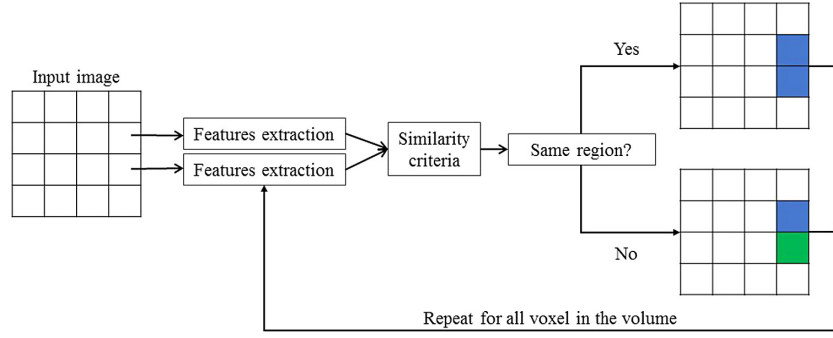 Input image
Features extraction
Features extraction
Similarity
criteria
Same region?
Yes
No
Repeat for all voxel in the volume